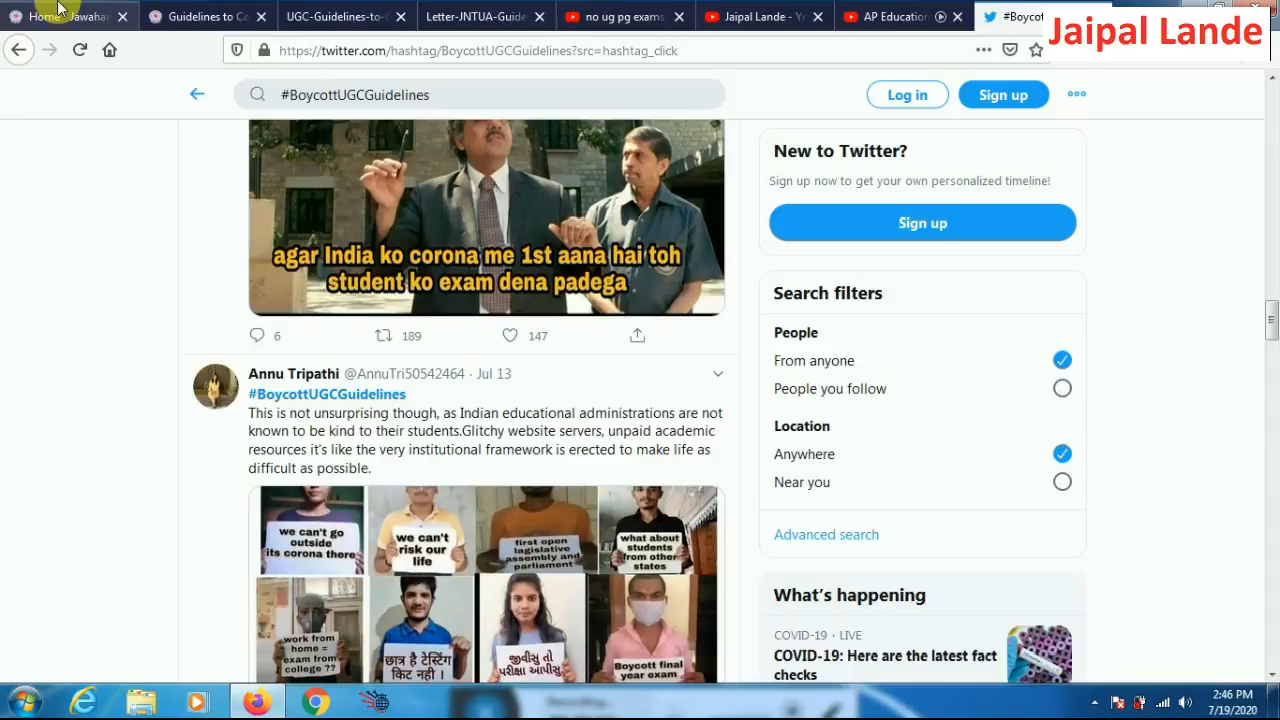 Home - Jawahar
Guidelines to Co
UGC-Guidelines-to-C
Letter-JNTUA-Guide
no ug pg exams
Jaipal Lande - Yo
AP Education
#Boyco
Jaipal Lande
https://twitter.com/hashtag/BoycottUGCGuidelines?src=hashtag_click
#BoycottUGCGuidelines
Log in
Sign up
agar India ko corona me 1st aana hai toh
student ko exam dena padega
6
189
147
Annu Tripathi @AnnuTri50542464 · Jul 13
#BoycottUGCGuidelines
This is not unsurprising though, as Indian educational administrations are not
known to be kind to their students.Glitchy website servers, unpaid academic
resources it's like the very institutional framework is erected to make life as
difficult as possible.
we can't go
outside
its corona there
we can't
risk our
life
first open
lagislative
assembly and
parliament
what about
students
from other
states
work from
home =
exam from
college ??
छात्र है टेस्टिंग
किट नही ।
જીવીસુ તો
પરીક્ષા આપીસુ
Boycott final
year exam
New to Twitter?
Sign up now to get your own personalized timeline!
Sign up
Search filters
People
From anyone
People you follow
Location
Anywhere
Near you
Advanced search
What's happening
COVID-19 · LIVE
COVID-19: Here are the latest fact
checks
2:46 PM
7/19/2020